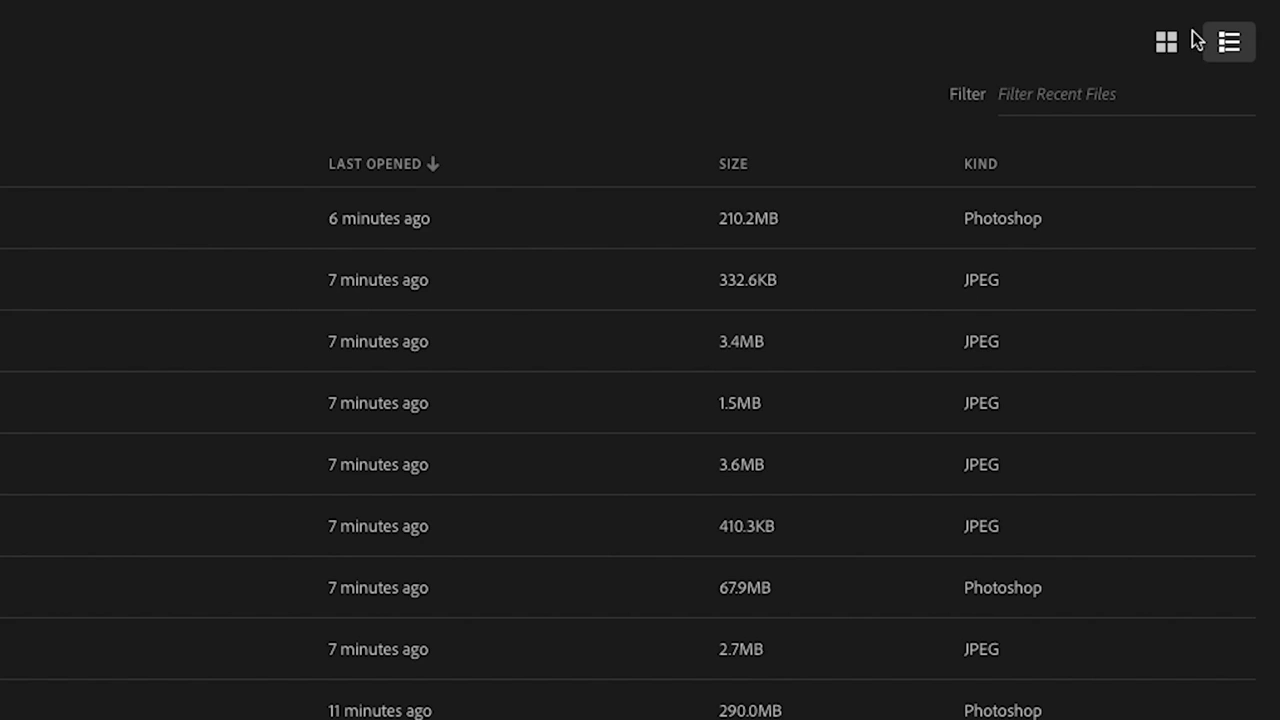 Filter Filter Recent Files
LAST OPENED SIZE KIND
6 minutes ago 210.2MB Photoshop
7 minutes ago 332.6KB JPEG
7 minutes ago 3.4MB JPEG
7 minutes ago 1.5MB JPEG
7 minutes ago 3.6MB JPEG
7 minutes ago 410.3KB JPEG
7 minutes ago 67.9MB Photoshop
7 minutes ago 2.7MB JPEG
11 minutes ago 290.0MB Photoshop